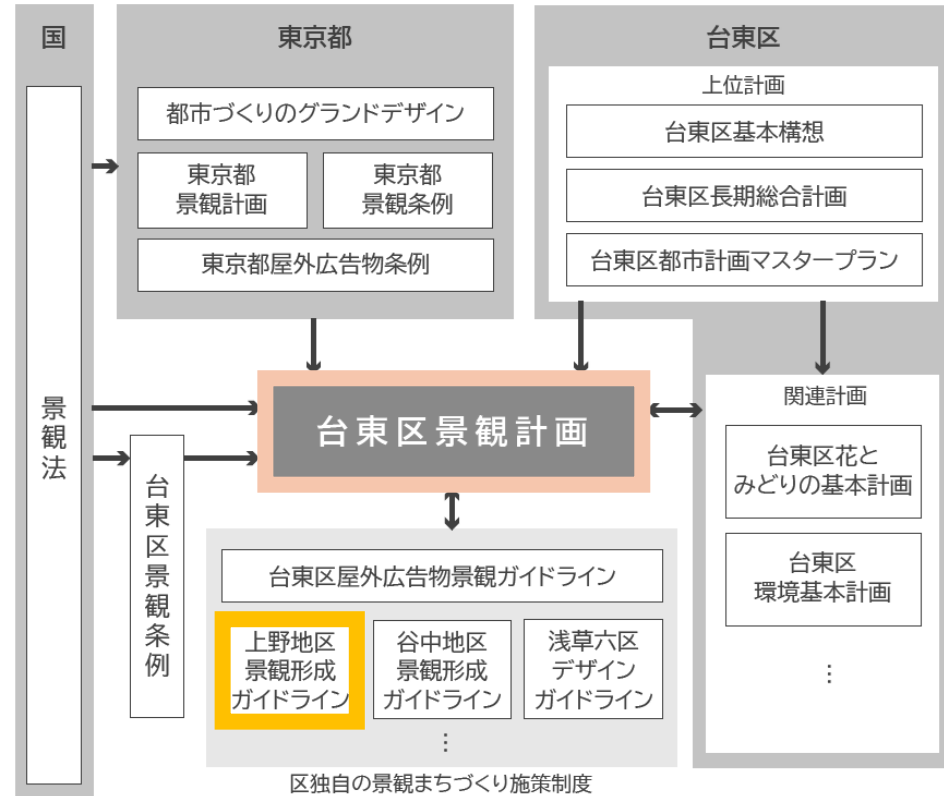 国
景観法
東京都
都市づくりのグランドデザイン
東京都
景観計画
東京都
景観条例
東京都屋外広告物条例
台東区
上位計画
台東区基本構想
台東区長期総合計画
台東区都市計画マスタープラン
台東区景観計画
台東区景観条例
関連計画
台東区花と
みどりの基本計画
台東区
環境基本計画
⋮
台東区屋外広告物景観ガイドライン
上野地区
景観形成
ガイドライン
谷中地区
景観形成
ガイドライン
浅草六区
デザイン
ガイドライン
⋮
区独自の景観まちづくり施策制度